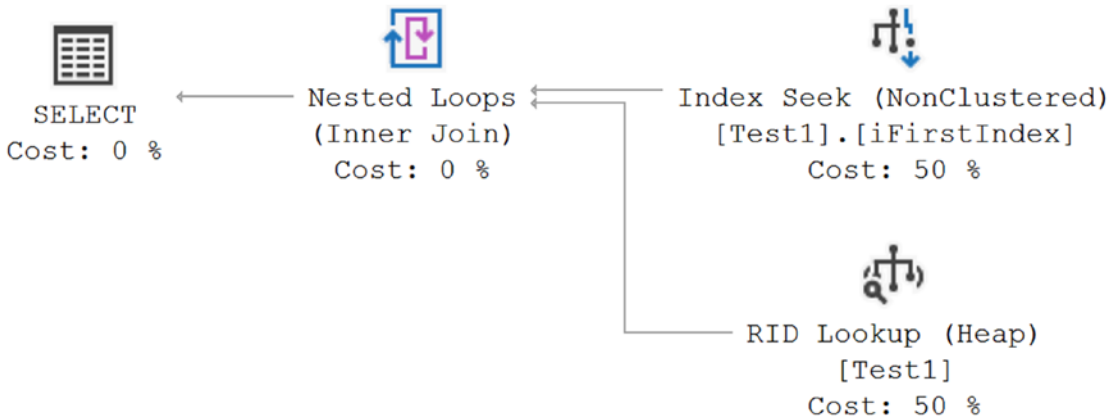 SELECT
Cost: 0 %
Nested Loops
(Inner Join)
Cost: 0 %
Index Seek (NonClustered)
[Test1].[iFirstIndex]
Cost: 50 %
RID Lookup (Heap)
[Test1]
Cost: 50 %